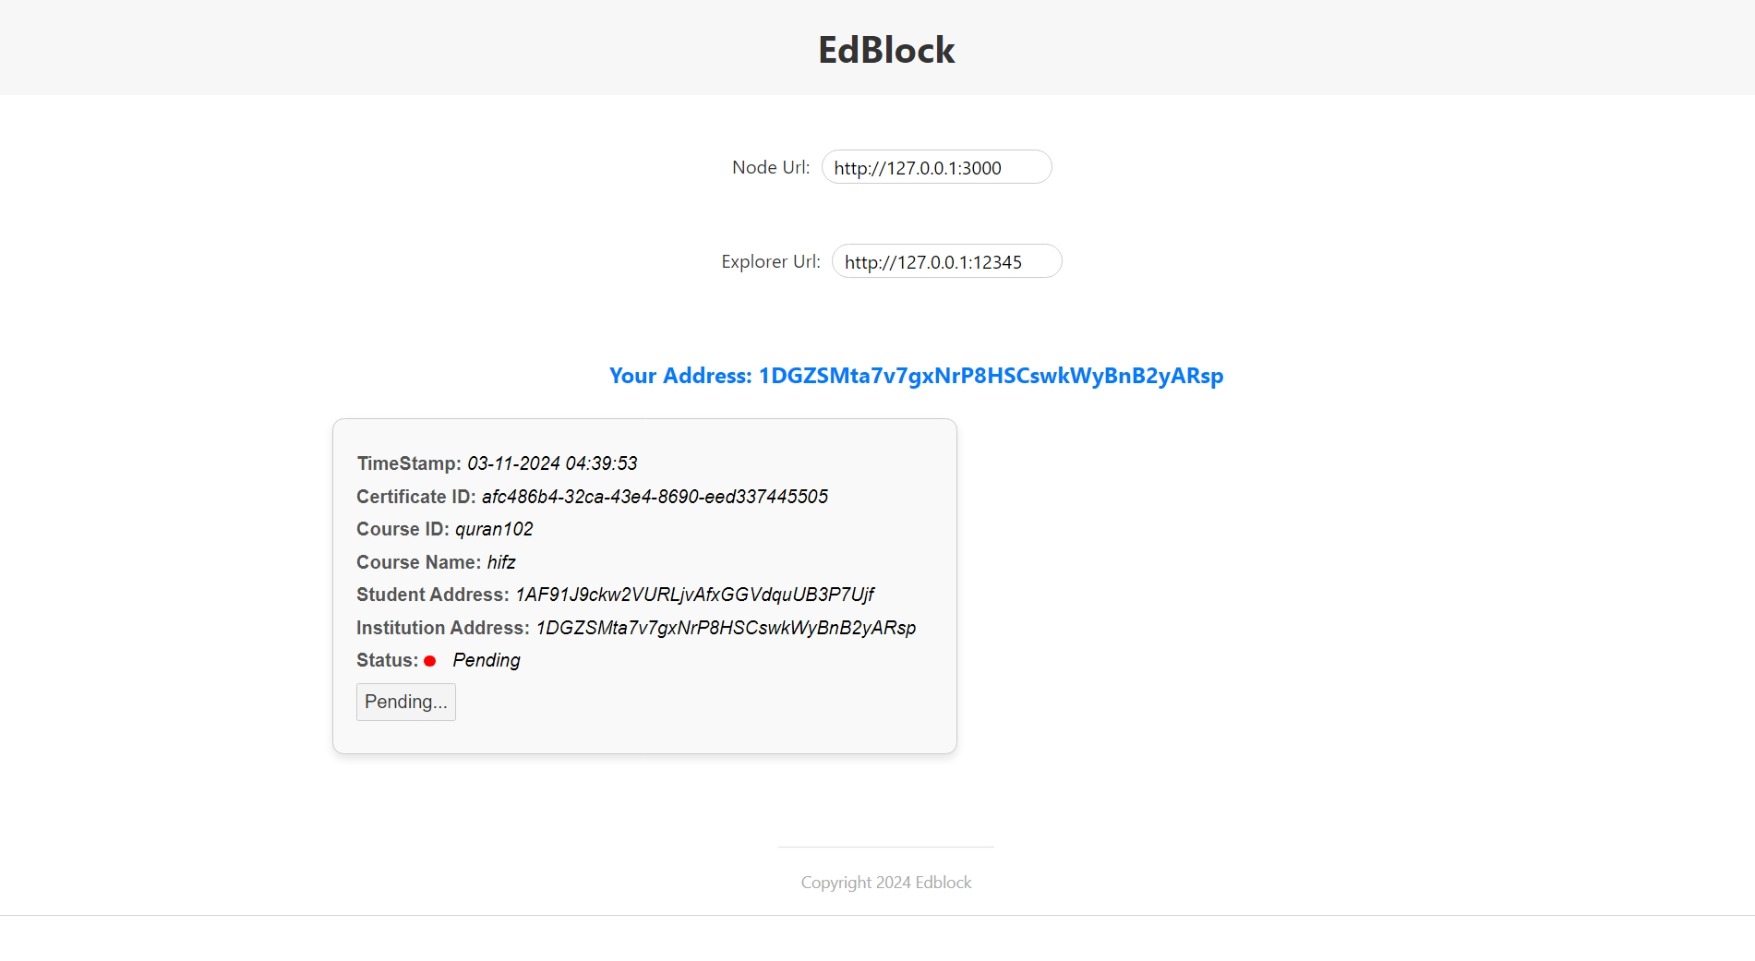 EdBlock
Node Url: http://127.0.0.1:3000
Explorer Url: http://127.0.0.1:12345
Your Address: 1DGZSMta7v7gxNrP8HSCswkWyBnB2yARsp
TimeStamp: 03-11-2024 04:39:53
Certificate ID: afc486b4-32ca-43e4-8690-eed337445505
Course ID: quran102
Course Name: hifz
Student Address: 1AF91J9ckw2VURLjvAfxGGVdquUB3P7Ujf
Institution Address: 1DGZSMta7v7gxNrP8HSCswkWyBnB2yARsp
Status: Pending
Pending...
Copyright 2024 Edblock